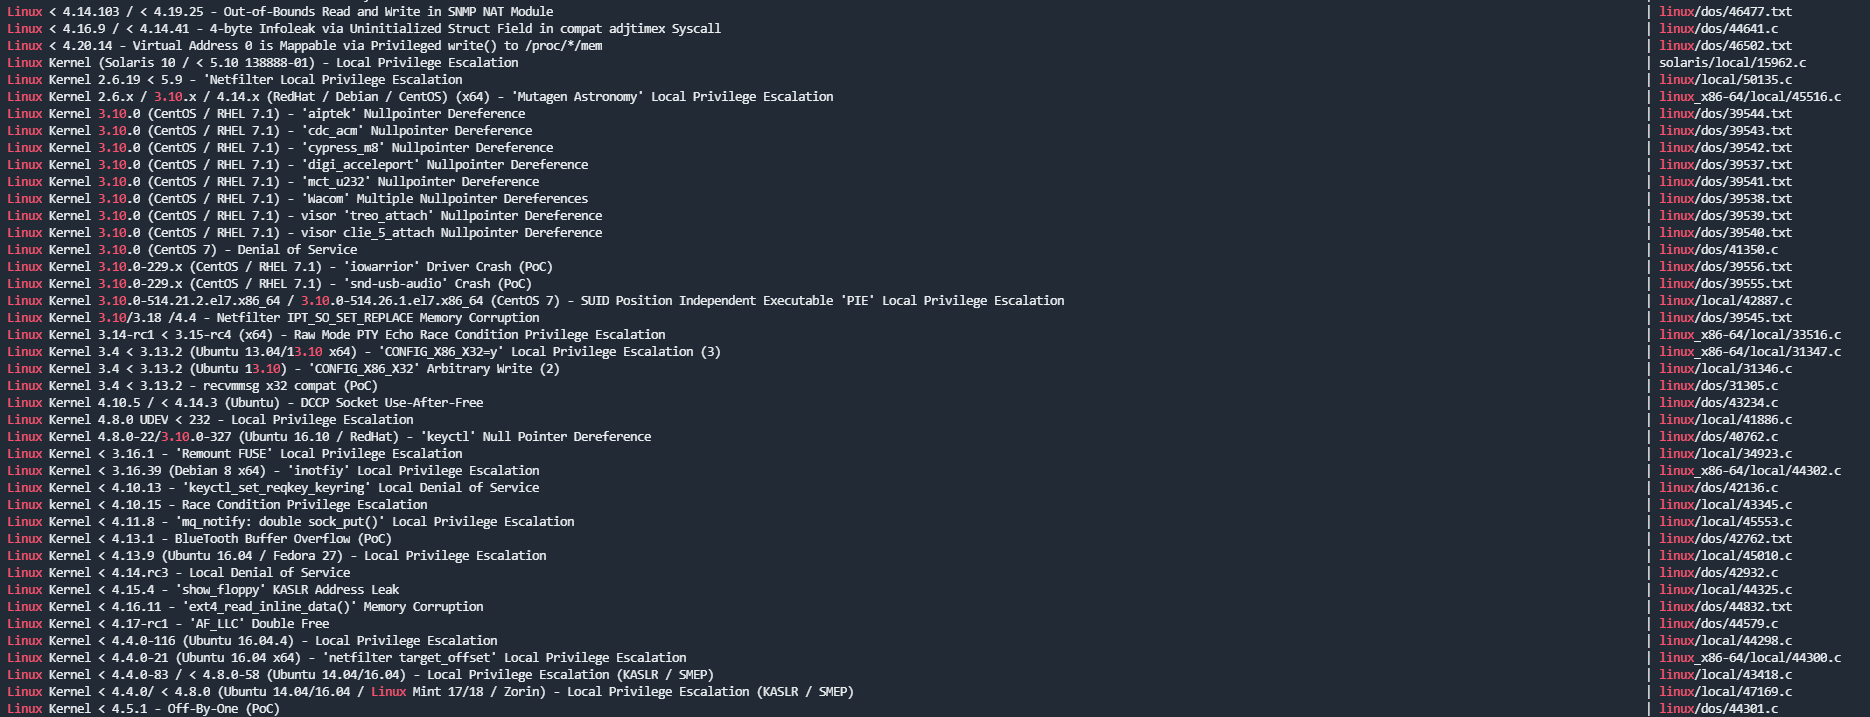 Linux < 4.14.103 / < 4.19.25 - Out-of-Bounds Read and Write in SNMP NAT Module | linux/dos/46477.txt
Linux < 4.16.9 / < 4.14.41 - 4-byte Infoleak via Uninitialized Struct Field in compat adjtimex Syscall | linux/dos/44641.c
Linux < 4.20.14 - Virtual Address 0 is Mappable via Privileged write() to /proc/*/mem | linux/dos/46502.txt
Linux Kernel (Solaris 10 / < 5.10 138888-01) - Local Privilege Escalation | solaris/local/15962.c
Linux Kernel 2.6.19 < 5.9 - 'Netfilter Local Privilege Escalation | linux/local/50135.c
Linux Kernel 2.6.x / 3.10.x / 4.14.x (RedHat / Debian / CentOS) (x64) - 'Mutagen Astronomy' Local Privilege Escalation | linux_x86-64/local/45516.c
Linux Kernel 3.10.0 (CentOS / RHEL 7.1) - 'aiptek' Nullpointer Dereference | linux/dos/39544.txt
Linux Kernel 3.10.0 (CentOS / RHEL 7.1) - 'cdc_acm' Nullpointer Dereference | linux/dos/39543.txt
Linux Kernel 3.10.0 (CentOS / RHEL 7.1) - 'cypress_m8' Nullpointer Dereference | linux/dos/39542.txt
Linux Kernel 3.10.0 (CentOS / RHEL 7.1) - 'digi_acceleport' Nullpointer Dereference | linux/dos/39537.txt
Linux Kernel 3.10.0 (CentOS / RHEL 7.1) - 'mct_u232' Nullpointer Dereference | linux/dos/39541.txt
Linux Kernel 3.10.0 (CentOS / RHEL 7.1) - 'Wacom' Multiple Nullpointer Dereferences | linux/dos/39538.txt
Linux Kernel 3.10.0 (CentOS / RHEL 7.1) - visor 'treo_attach' Nullpointer Dereference | linux/dos/39539.txt
Linux Kernel 3.10.0 (CentOS / RHEL 7.1) - visor clie_5_attach Nullpointer Dereference | linux/dos/39540.txt
Linux Kernel 3.10.0 (CentOS 7) - Denial of Service | linux/dos/41350.c
Linux Kernel 3.10.0-229.x (CentOS / RHEL 7.1) - 'iowarrior' Driver Crash (PoC) | linux/dos/39556.txt
Linux Kernel 3.10.0-229.x (CentOS / RHEL 7.1) - 'snd-usb-audio' Crash (PoC) | linux/dos/39555.txt
Linux Kernel 3.10.0-514.21.2.el7.x86_64 / 3.10.0-514.26.1.el7.x86_64 (CentOS 7) - SUID Position Independent Executable 'PIE' Local Privilege Escalation | linux/local/42887.c
Linux Kernel 3.10/3.18 /4.4 - Netfilter IPT_SO_SET_REPLACE Memory Corruption | linux/dos/39545.txt
Linux Kernel 3.14-rc1 < 3.15-rc4 (x64) - Raw Mode PTY Echo Race Condition Privilege Escalation | linux_x86-64/local/33516.c
Linux Kernel 3.4 < 3.13.2 (Ubuntu 13.04/13.10 x64) - 'CONFIG_X86_X32=y' Local Privilege Escalation (3) | linux_x86-64/local/31347.c
Linux Kernel 3.4 < 3.13.2 (Ubuntu 13.10) - 'CONFIG_X86_X32' Arbitrary Write (2) | linux/local/31346.c
Linux Kernel 3.4 < 3.13.2 - recvmmsg x32 compat (PoC) | linux/dos/31305.c
Linux Kernel 4.10.5 / < 4.14.3 (Ubuntu) - DCCP Socket Use-After-Free | linux/dos/43234.c
Linux Kernel 4.8.0 UDEV < 232 - Local Privilege Escalation | linux/local/41886.c
Linux Kernel 4.8.0-22/3.10.0-327 (Ubuntu 16.10 / RedHat) - 'keyctl' Null Pointer Dereference | linux/dos/40762.c
Linux Kernel < 3.16.1 - 'Remount FUSE' Local Privilege Escalation | linux/local/34923.c
Linux Kernel < 3.16.39 (Debian 8 x64) - 'inotfiy' Local Privilege Escalation | linux_x86-64/local/44302.c
Linux Kernel < 4.10.13 - 'keyctl_set_reqkey_keyring' Local Denial of Service | linux/dos/42136.c
Linux kernel < 4.10.15 - Race Condition Privilege Escalation | linux/local/43345.c
Linux Kernel < 4.11.8 - 'mq_notify: double sock_put()' Local Privilege Escalation | linux/local/45553.c
Linux Kernel < 4.13.1 - BlueTooth Buffer Overflow (PoC) | linux/dos/42762.txt
Linux Kernel < 4.13.9 (Ubuntu 16.04 / Fedora 27) - Local Privilege Escalation | linux/local/45010.c
Linux Kernel < 4.14.rc3 - Local Denial of Service | linux/dos/42932.c
Linux Kernel < 4.15.4 - 'show_floppy' KASLR Address Leak | linux/local/44325.c
Linux Kernel < 4.16.11 - 'ext4_read_inline_data()' Memory Corruption | linux/dos/44832.txt
Linux Kernel < 4.17-rc1 - 'AF_LLC' Double Free | linux/dos/44579.c
Linux Kernel < 4.4.0-116 (Ubuntu 16.04.4) - Local Privilege Escalation | linux/local/44298.c
Linux Kernel < 4.4.0-21 (Ubuntu 16.04 x64) - 'netfilter target_offset' Local Privilege Escalation | linux_x86-64/local/44300.c
Linux Kernel < 4.4.0-83 / < 4.8.0-58 (Ubuntu 14.04/16.04) - Local Privilege Escalation (KASLR / SMEP) | linux/local/43418.c
Linux Kernel < 4.4.0/ < 4.8.0 (Ubuntu 14.04/16.04 / Linux Mint 17/18 / Zorin) - Local Privilege Escalation (KASLR / SMEP) | linux/local/47169.c
Linux Kernel < 4.5.1 - Off-By-One (PoC) | linux/dos/44301.c